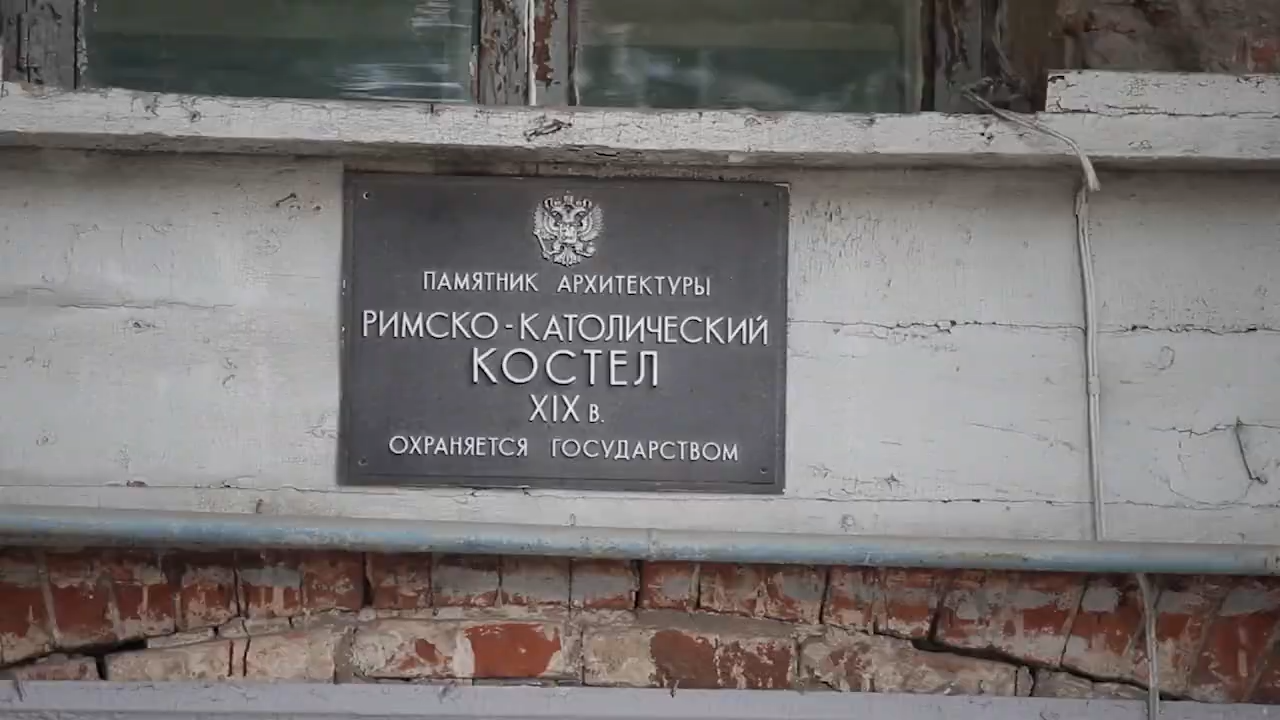 ПАМЯТНИК АРХИТЕКТУРЫ
РИМСКО-КАТОЛИЧЕСКИЙ
КОСТЕЛ
XIX В.
ОХРАНЯЕТСЯ ГОСУДАРСТВОМ